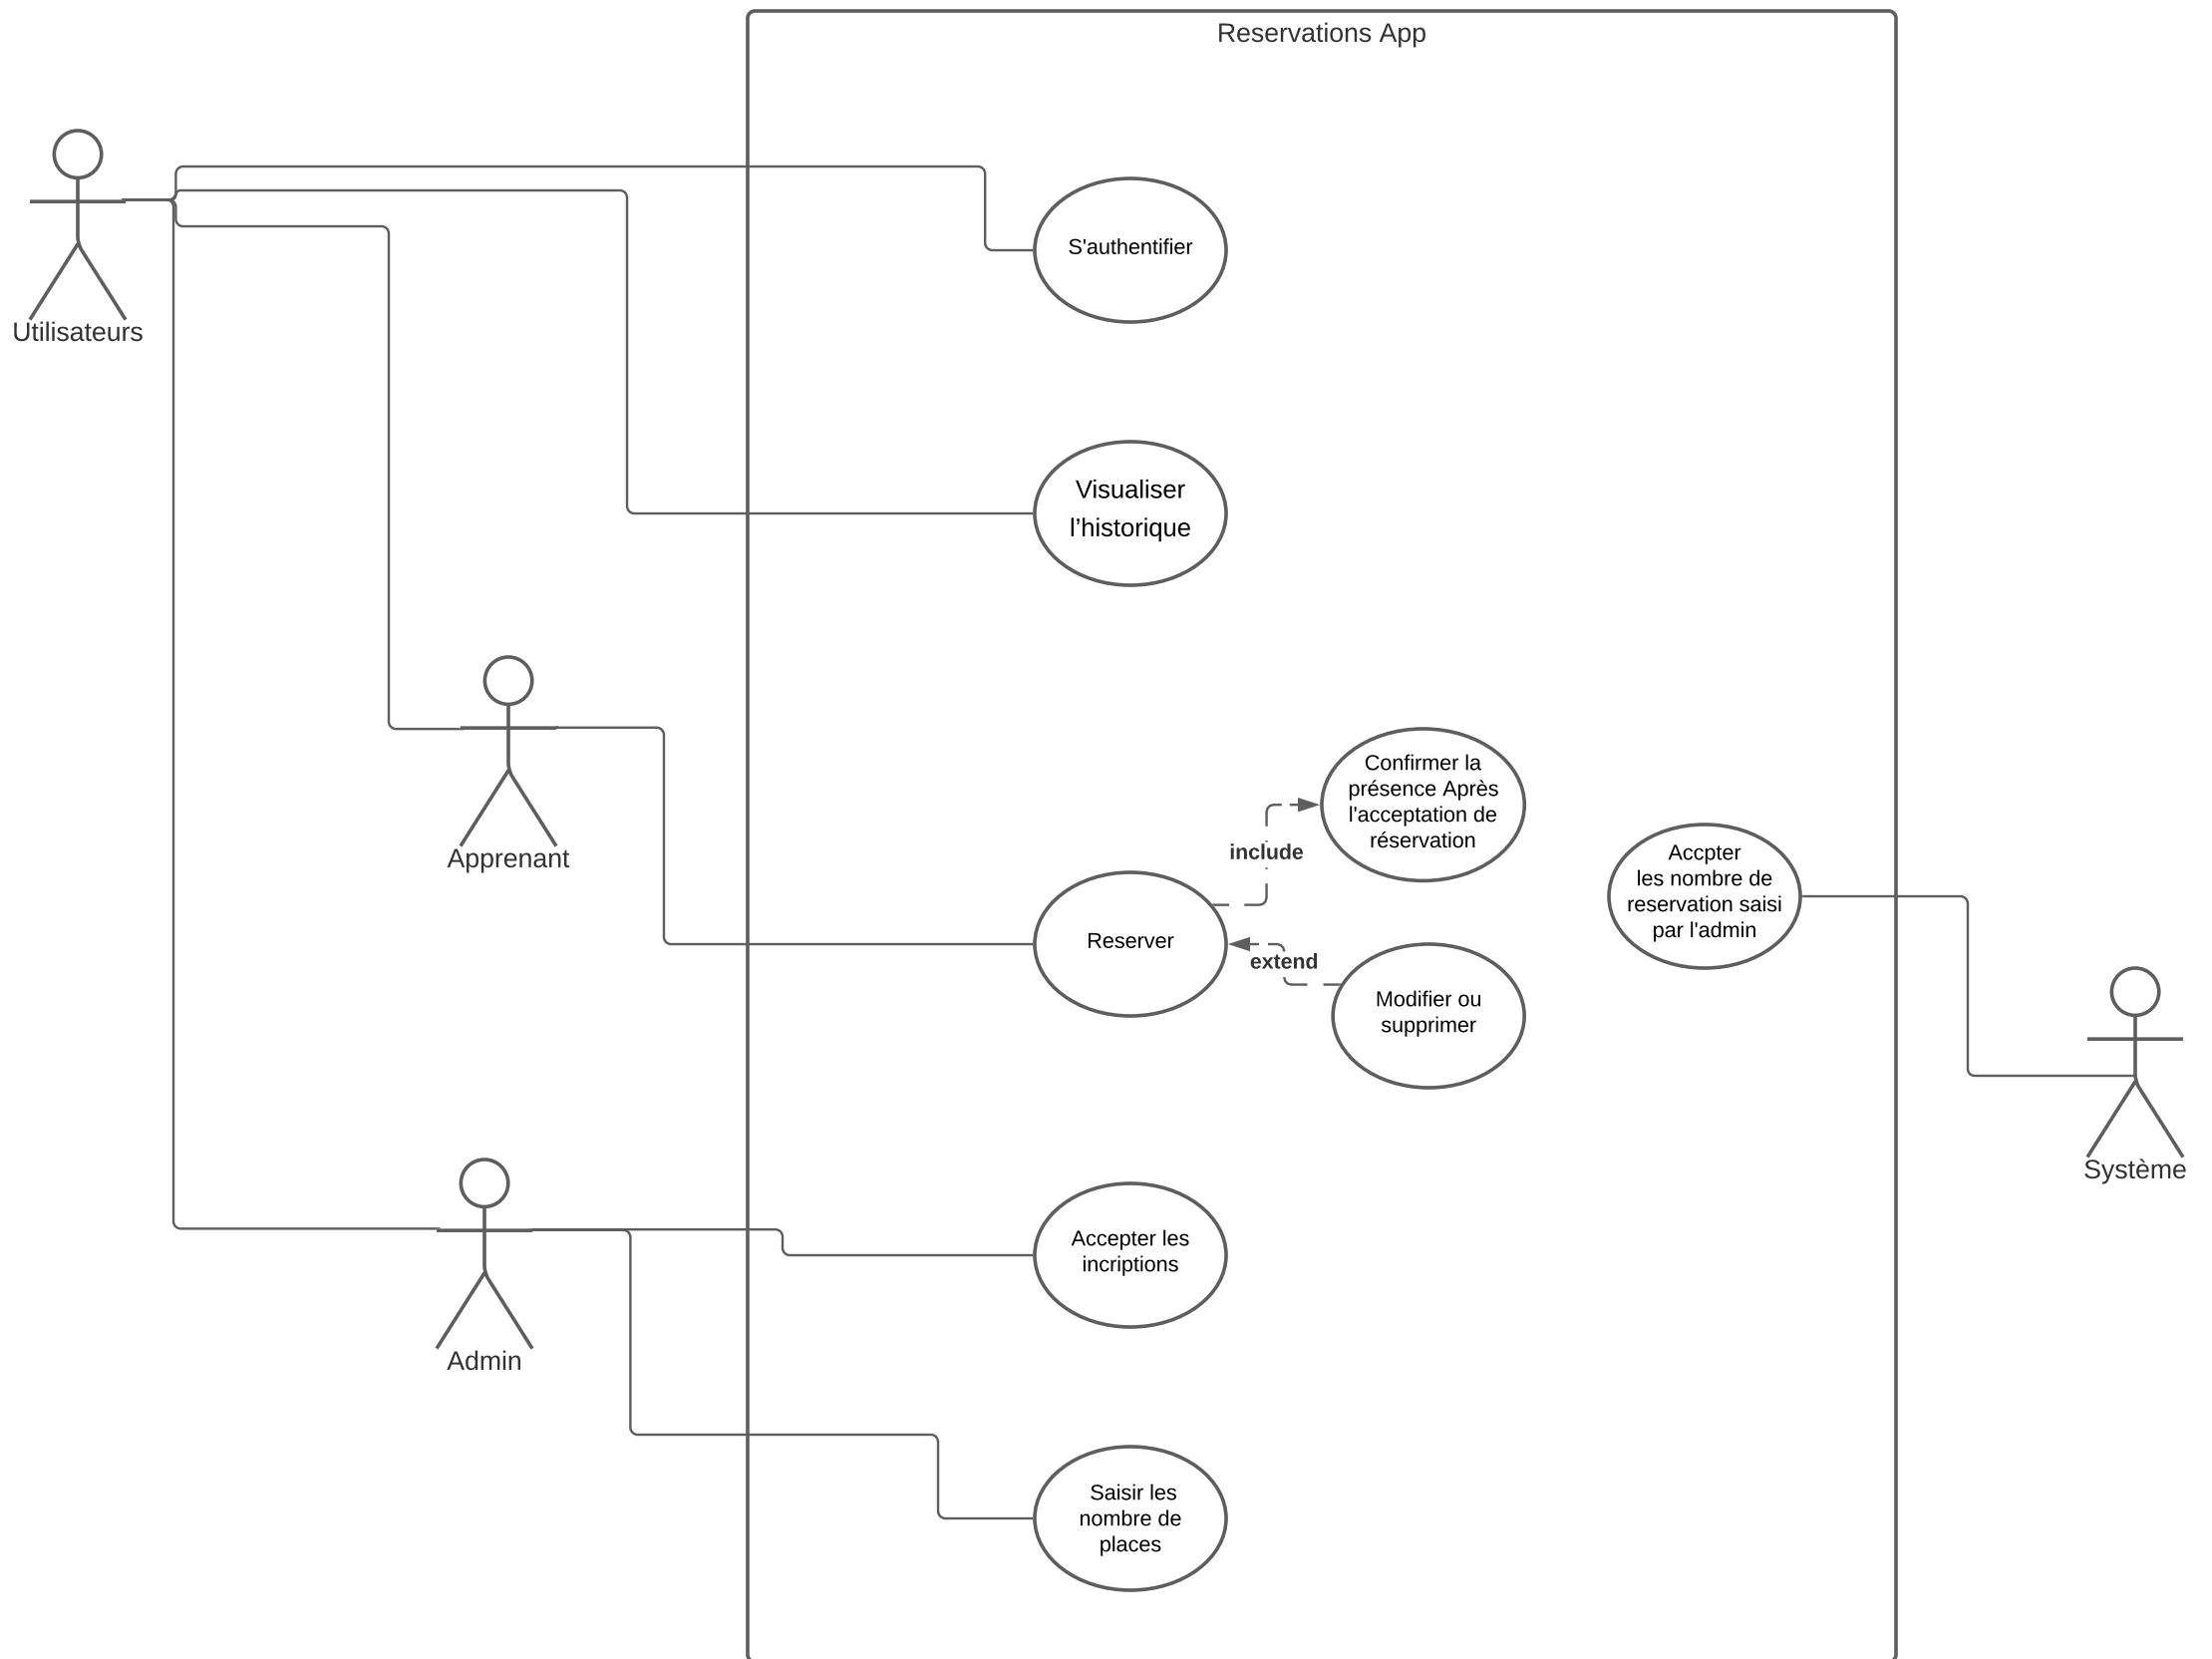 Reservations App
Utilisateurs
S'authentifier
Visualiser
l’historique
Apprenant
Confirmer la
présence Après
l'acceptation de
réservation
include
Accpter
les nombre de
reservation saisi
par l'admin
Reserver
extend
Modifier ou
supprimer
Système
Admin
Accepter les
incriptions
Saisir les
nombre de
places